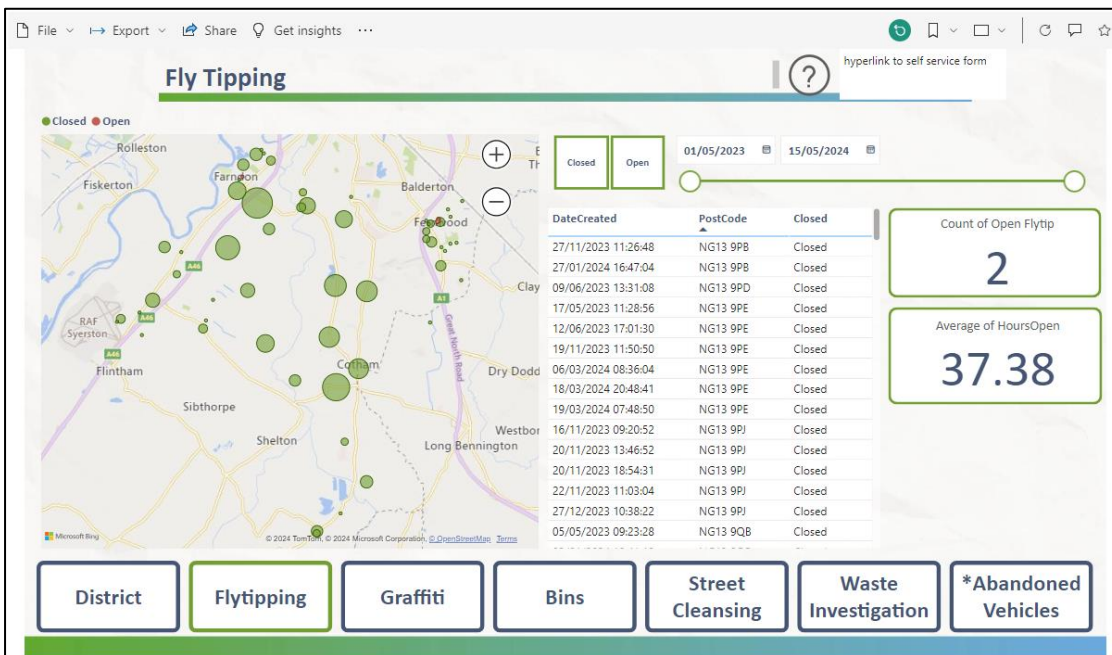 File Export Share Get insights ...
Fly Tipping
?
hyperlink to self service form
Closed Open
Rolleston
Fiskerton
Farndon
Balderton
Fernwood
A46
Clay
A1
RAF
Syerston
A46
Great North Road
A46
Flintham
Cotham
Dry Dodd
Sibthorpe
Westbor
Shelton
Long Bennington
Microsoft Bing
© 2024 TomTom, © 2024 Microsoft Corporation, © OpenStreetMap Terms
Closed Open
01/05/2023 15/05/2024
DateCreated PostCode Closed
27/11/2023 11:26:48 NG13 9PB Closed
27/01/2024 16:47:04 NG13 9PB Closed
09/06/2023 13:31:08 NG13 9PD Closed
17/05/2023 11:28:56 NG13 9PE Closed
12/06/2023 17:01:30 NG13 9PE Closed
19/11/2023 11:50:50 NG13 9PE Closed
06/03/2024 08:36:04 NG13 9PE Closed
18/03/2024 20:48:41 NG13 9PE Closed
19/03/2024 07:48:50 NG13 9PE Closed
16/11/2023 09:20:52 NG13 9PJ Closed
20/11/2023 13:46:52 NG13 9PJ Closed
20/11/2023 18:54:31 NG13 9PJ Closed
22/11/2023 11:03:04 NG13 9PJ Closed
27/12/2023 10:38:22 NG13 9PJ Closed
05/05/2023 09:23:28 NG13 9QB Closed
Count of Open Flytip
2
Average of HoursOpen
37.38
District
Flytipping
Graffiti
Bins
Street
Cleansing
Waste
Investigation
*Abandoned
Vehicles